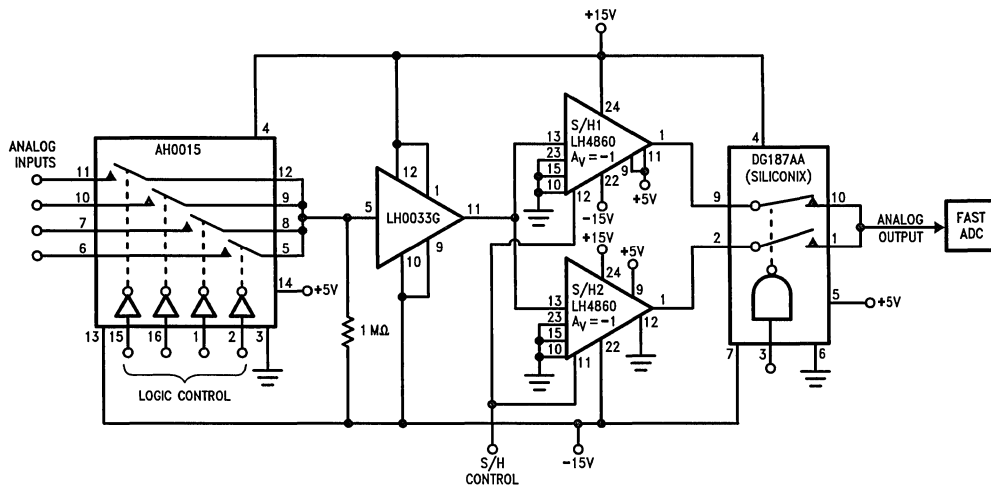 +15V
4
AH0015
ANALOG
INPUTS
11
12
10
9
7
8
6
5
14
+5V
13
15
16
1
2
3
LOGIC CONTROL
1 MΩ
5
12
1
LH0033G
11
10
9
24
S/H1
LH4860
Av = −1
13
23
15
10
1
9
11
+5V
22
12
−15V
+15V
24
S/H2
LH4860
Av = −1
13
23
15
10
9
+5V
1
12
22
11
S/H
CONTROL
−15V
4
DG187AA
(SILICONIX)
9
10
2
1
5
+5V
7
3
6
ANALOG
OUTPUT
FAST
ADC